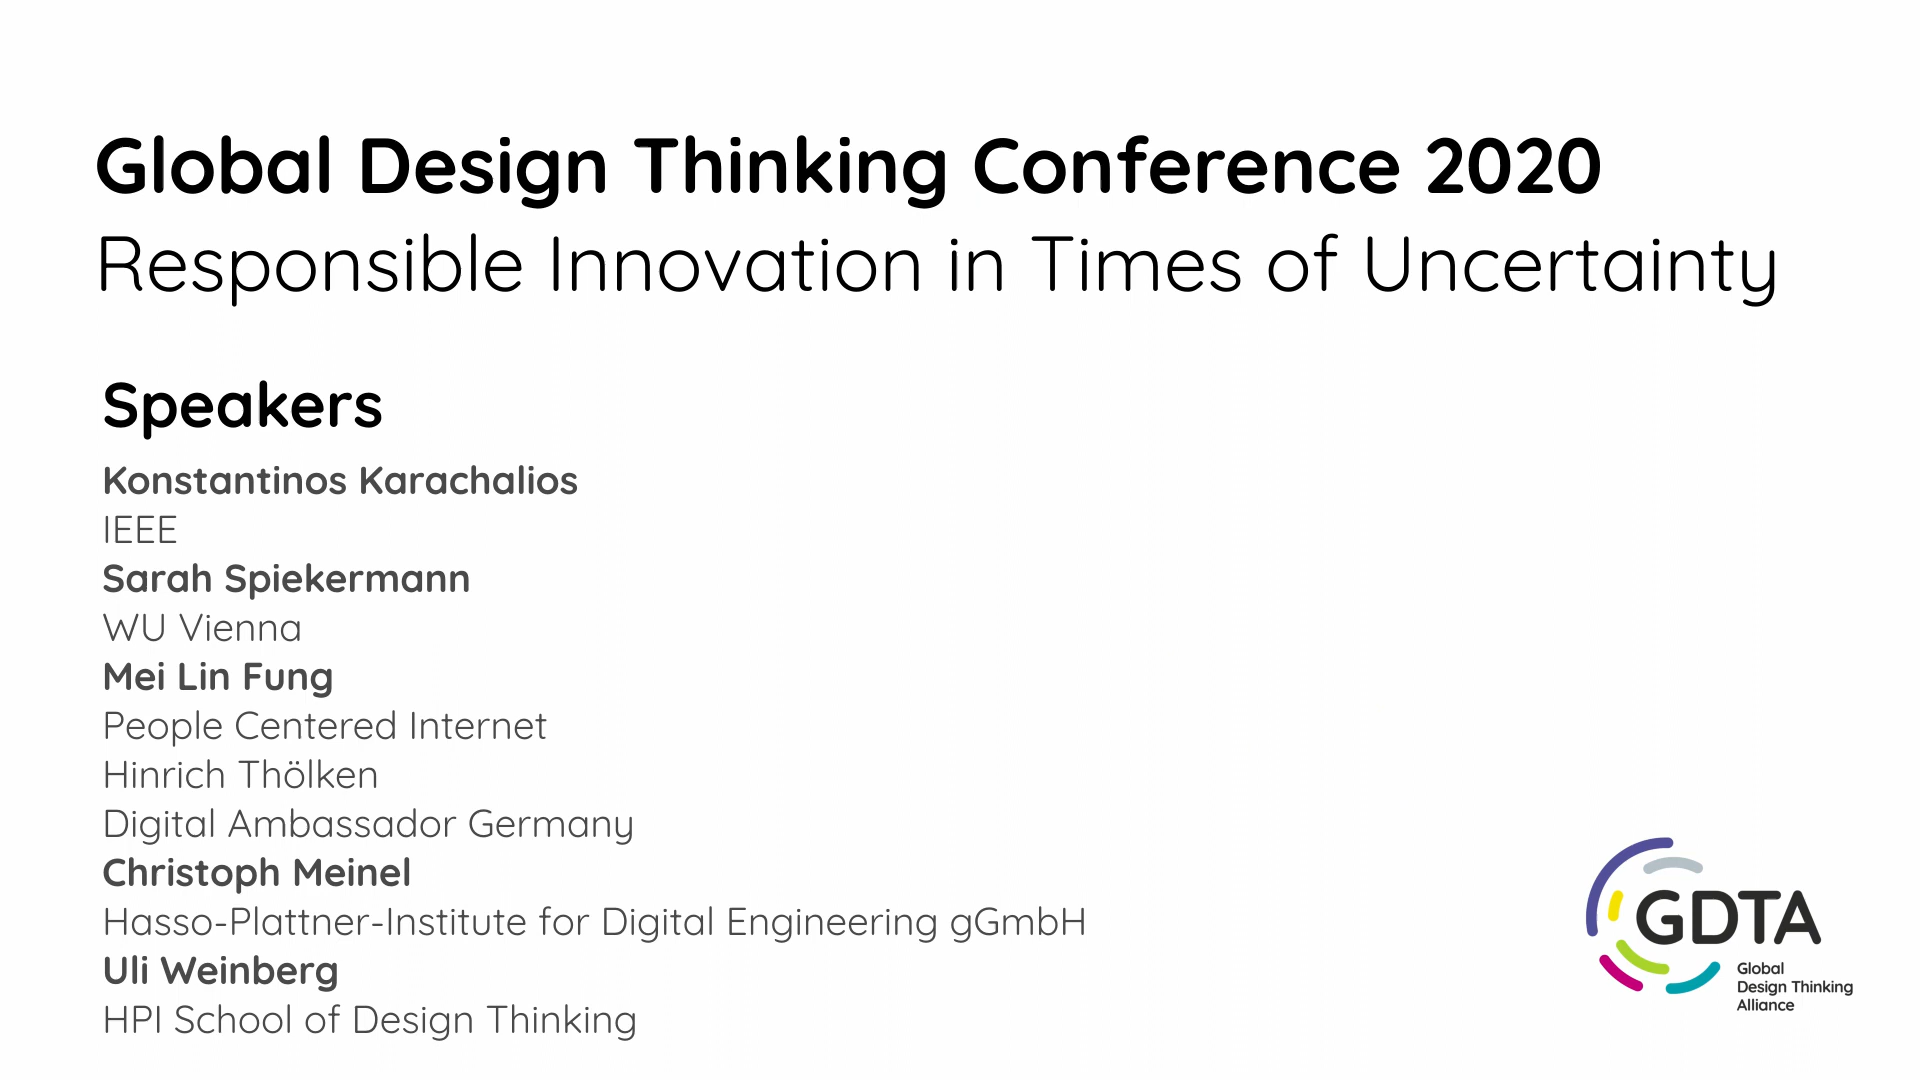 Global Design Thinking Conference 2020
Responsible Innovation in Times of Uncertainty
Speakers
Konstantinos Karachalios
IEEE
Sarah Spiekermann
WU Vienna
Mei Lin Fung
People Centered Internet
Hinrich Thölken
Digital Ambassador Germany
Christoph Meinel
Hasso-Plattner-Institute for Digital Engineering gGmbH
Uli Weinberg
HPI School of Design Thinking
GDTA
Global
Design Thinking
Alliance